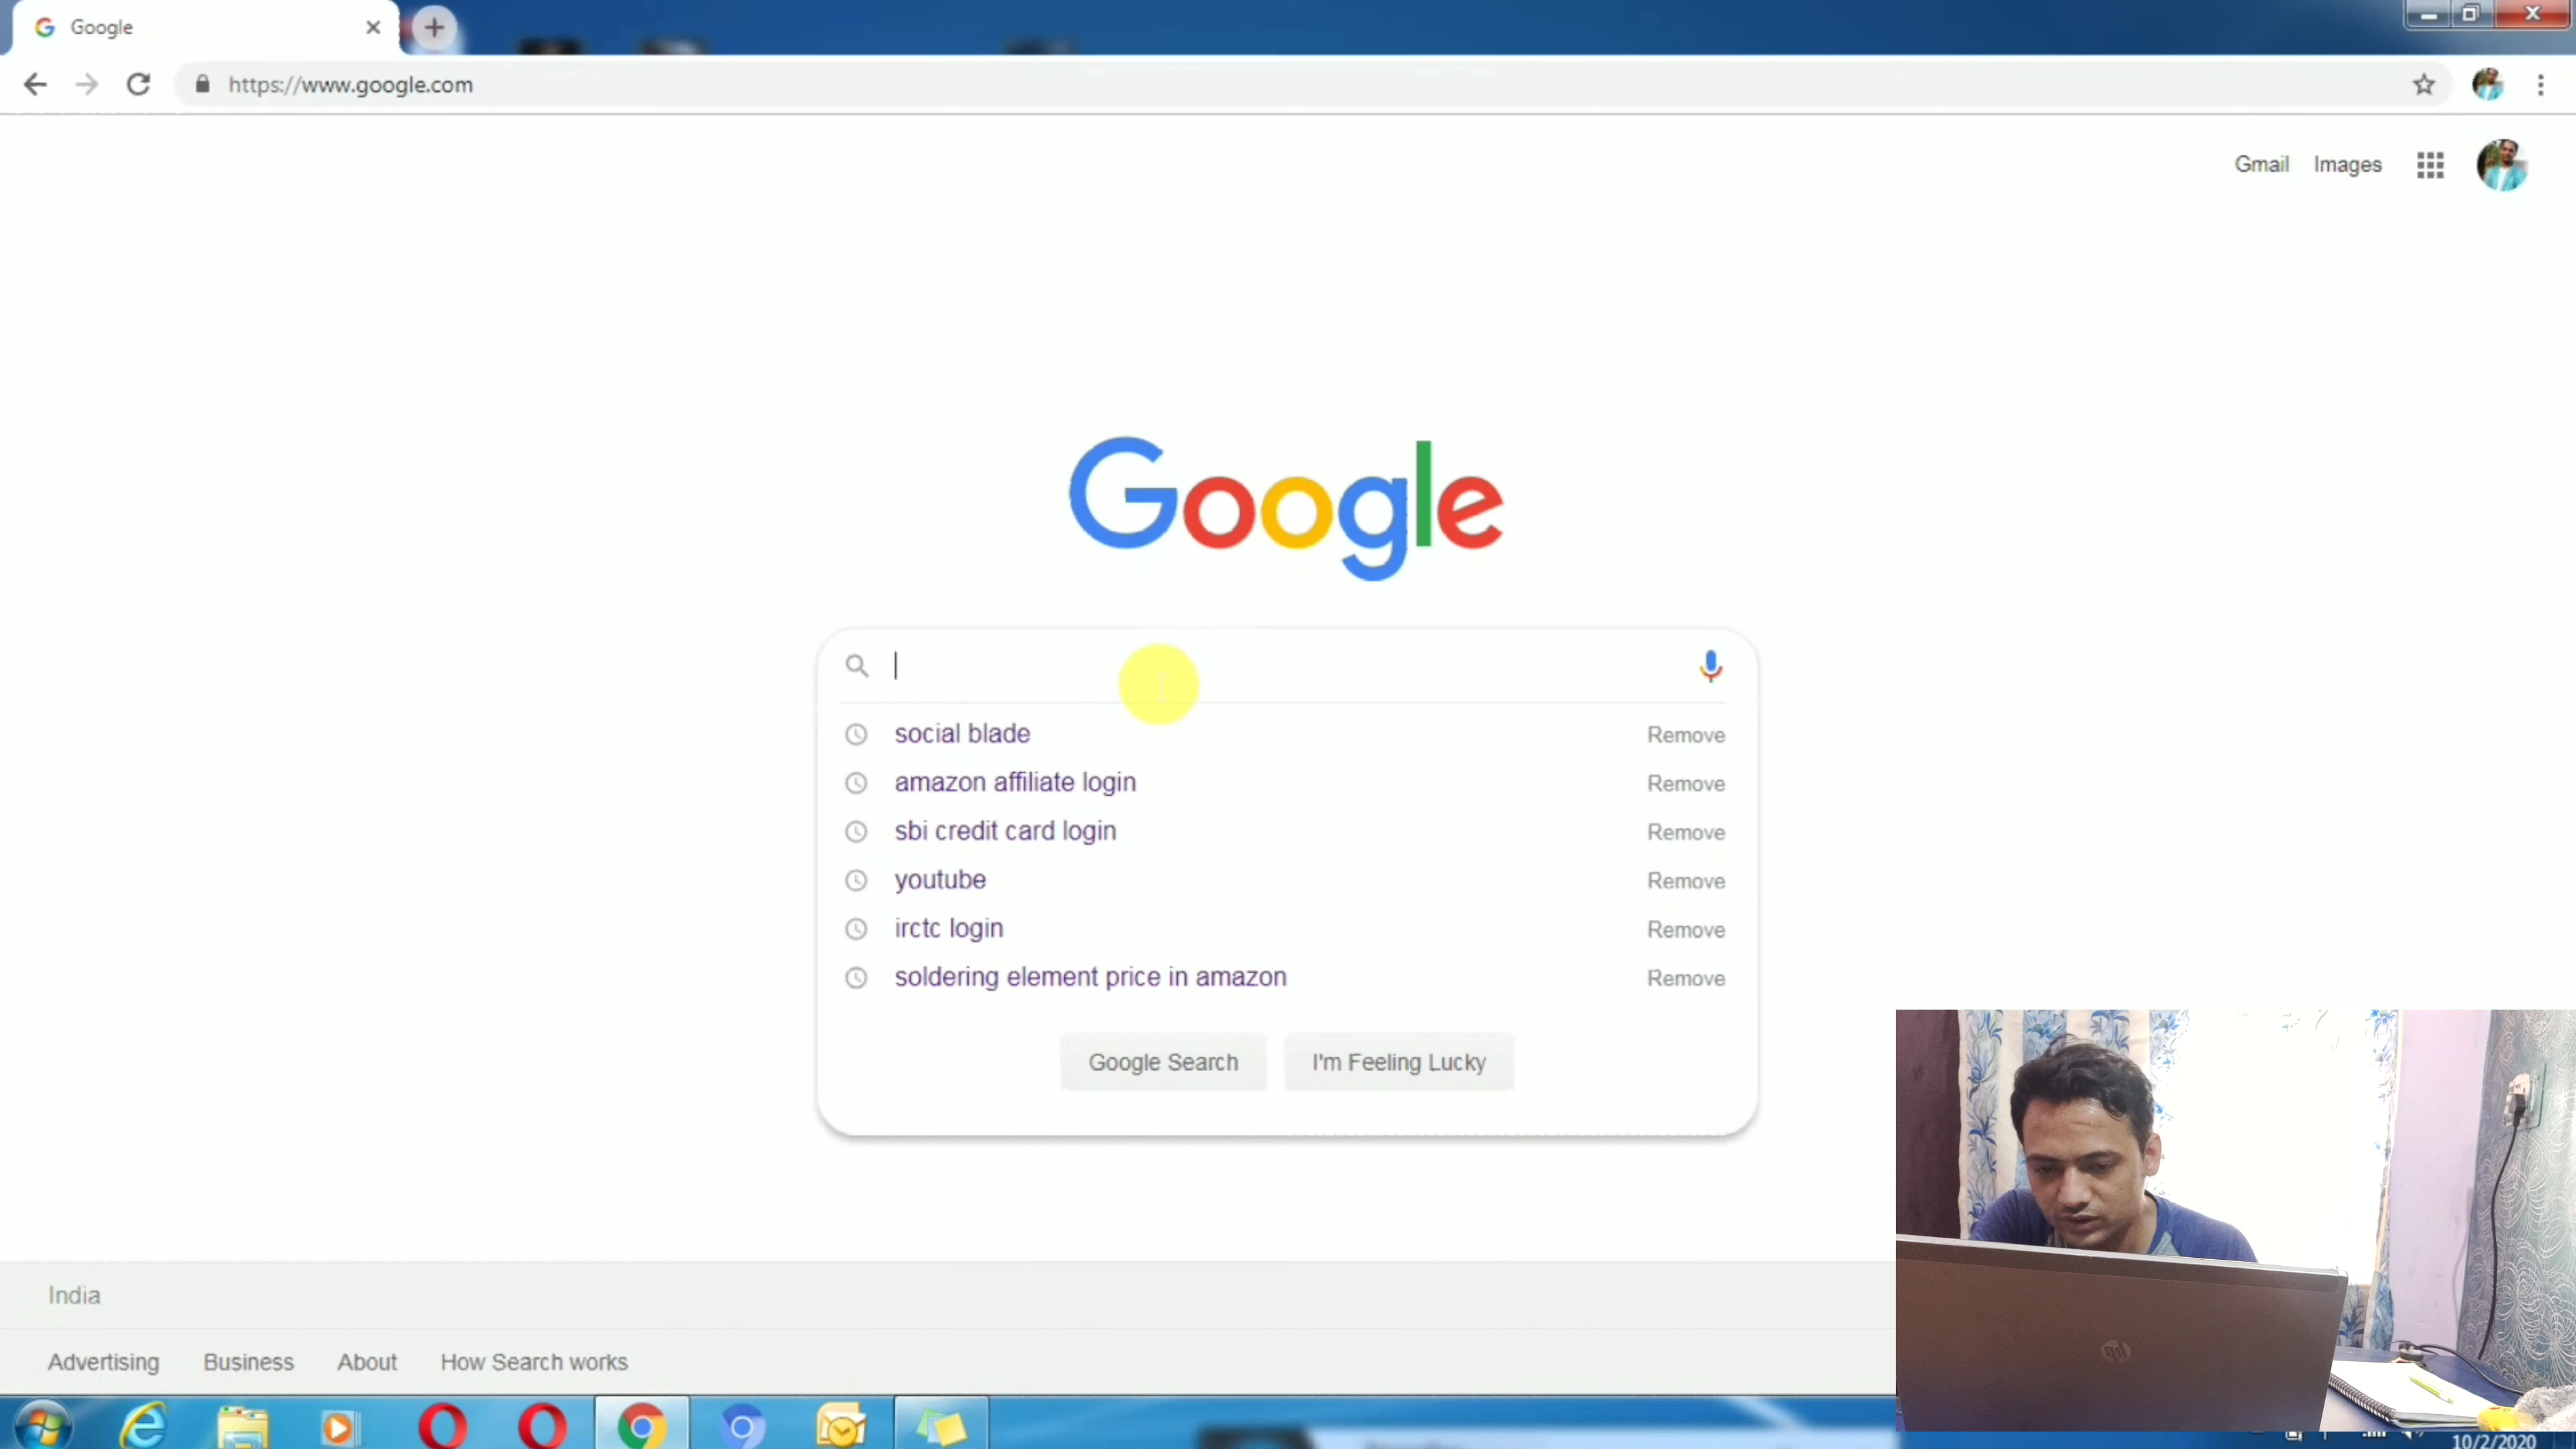 Google
https://www.google.com
Gmail Images
Google
social blade Remove
amazon affiliate login Remove
sbi credit card login Remove
youtube Remove
irctc login Remove
soldering element price in amazon Remove
Google Search I'm Feeling Lucky
India
Advertising Business About How Search works
hp
10/2/2020